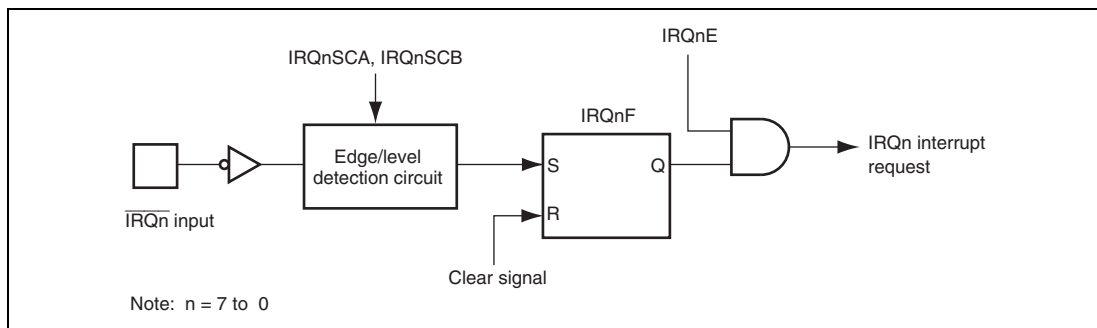 IRQnE
IRQnSCA, IRQnSCB
IRQnF
Edge/level
detection circuit
S
Q
R
IRQn interrupt
request
IRQn input
Clear signal
Note: n = 7 to 0